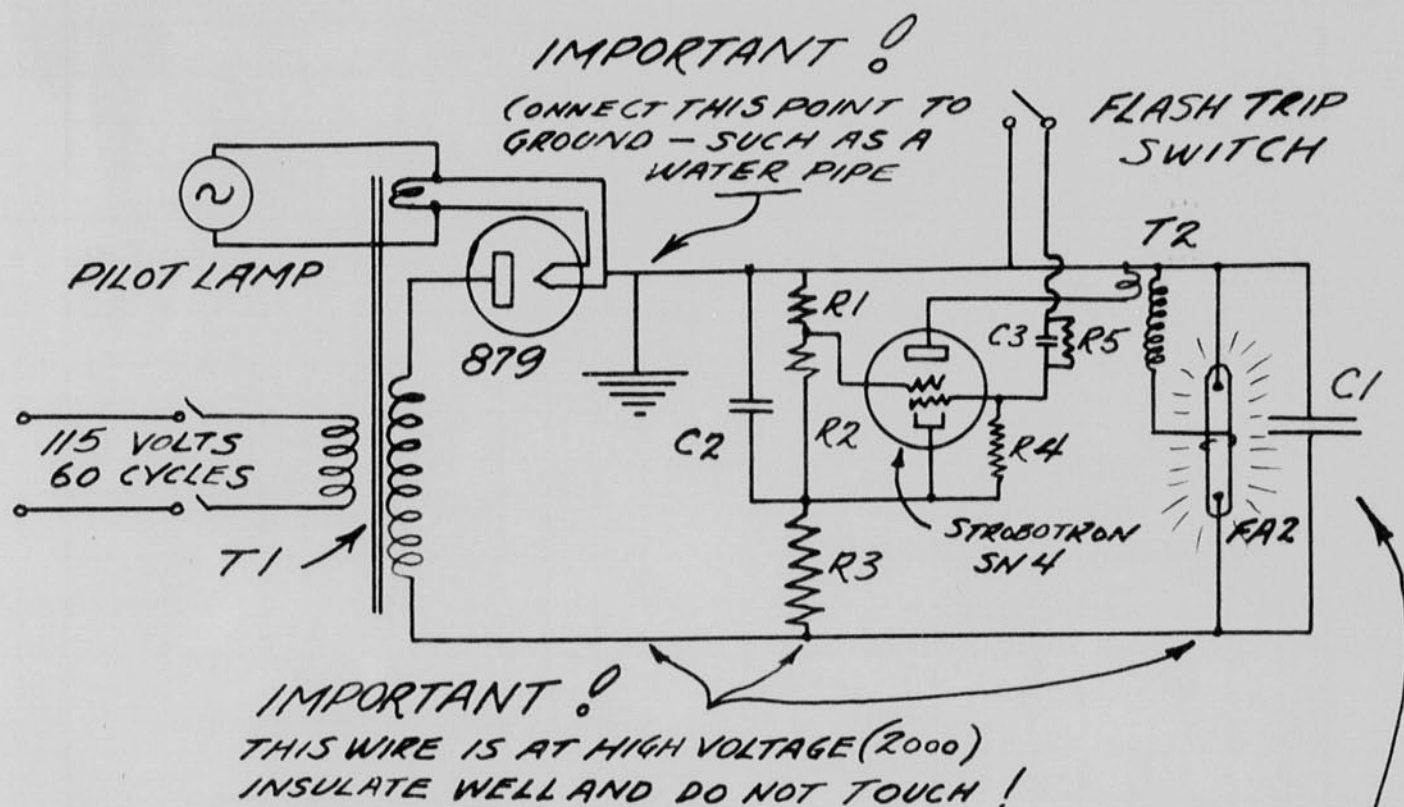 IMPORTANT!
CONNECT THIS POINT TO
GROUND – SUCH AS A
WATER PIPE
FLASH TRIP
SWITCH
PILOT LAMP
879
T2
R1
C3
R5
C1
115 VOLTS
60 CYCLES
C2
R2
R4
T1
R3
STROBOTRON
SN4
FA2
IMPORTANT!
THIS WIRE IS AT HIGH VOLTAGE (2000)
INSULATE WELL AND DO NOT TOUCH!